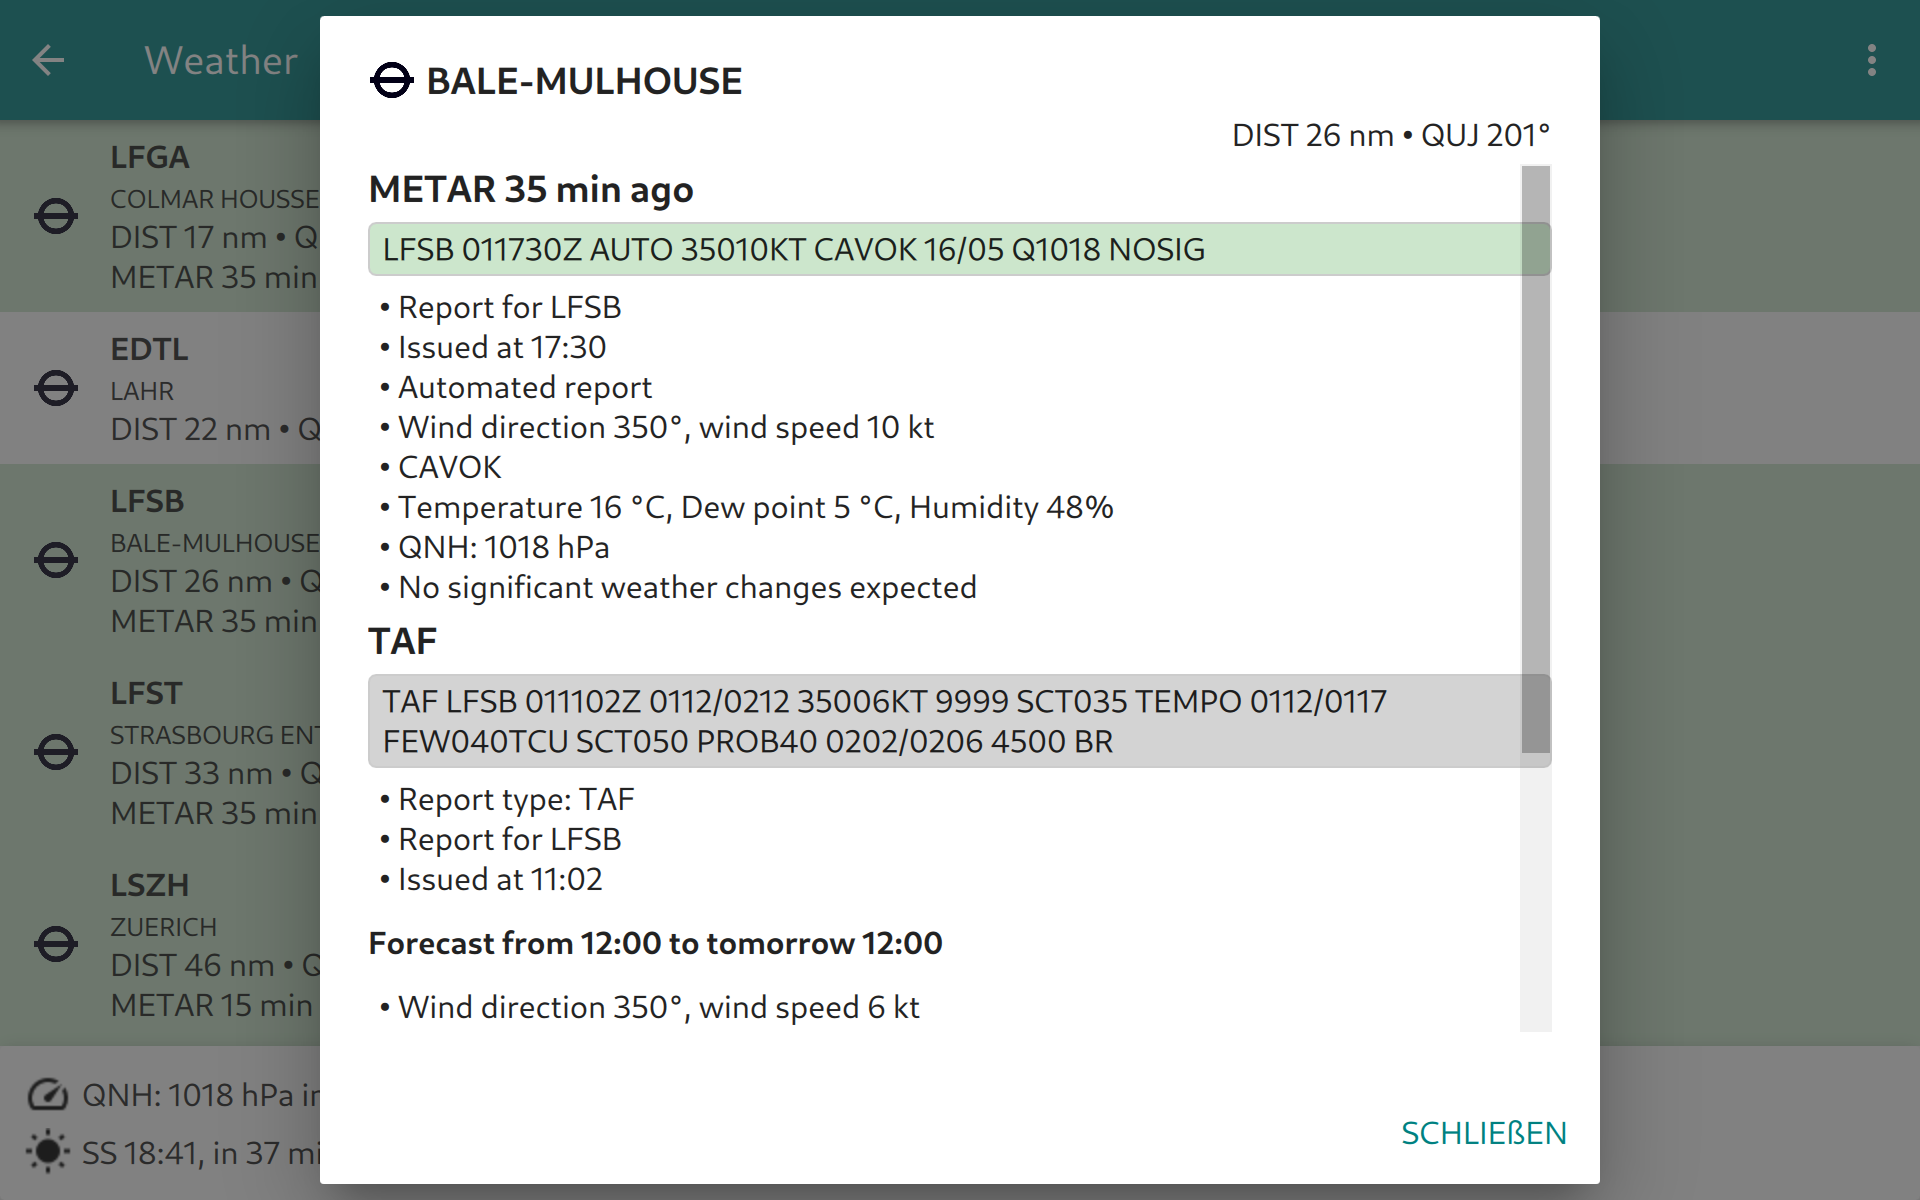 Weather
LFGA
COLMAR HOUSSE
DIST 17 nm • Q
METAR 35 min
EDTL
LAHR
DIST 22 nm • Q
LFSB
BALE-MULHOUSE
DIST 26 nm • Q
METAR 35 min
LFST
STRASBOURG ENT
DIST 33 nm • Q
METAR 35 min
LSZH
ZUERICH
DIST 46 nm • Q
METAR 15 min
QNH: 1018 hPa in
SS 18:41, in 37 mi
BALE-MULHOUSE
DIST 26 nm • QUJ 201°
METAR 35 min ago
LFSB 011730Z AUTO 35010KT CAVOK 16/05 Q1018 NOSIG
• Report for LFSB
• Issued at 17:30
• Automated report
• Wind direction 350°, wind speed 10 kt
• CAVOK
• Temperature 16 °C, Dew point 5 °C, Humidity 48%
• QNH: 1018 hPa
• No significant weather changes expected
TAF
TAF LFSB 011102Z 0112/0212 35006KT 9999 SCT035 TEMPO 0112/0117
FEW040TCU SCT050 PROB40 0202/0206 4500 BR
• Report type: TAF
• Report for LFSB
• Issued at 11:02
Forecast from 12:00 to tomorrow 12:00
• Wind direction 350°, wind speed 6 kt
SCHLIEßEN